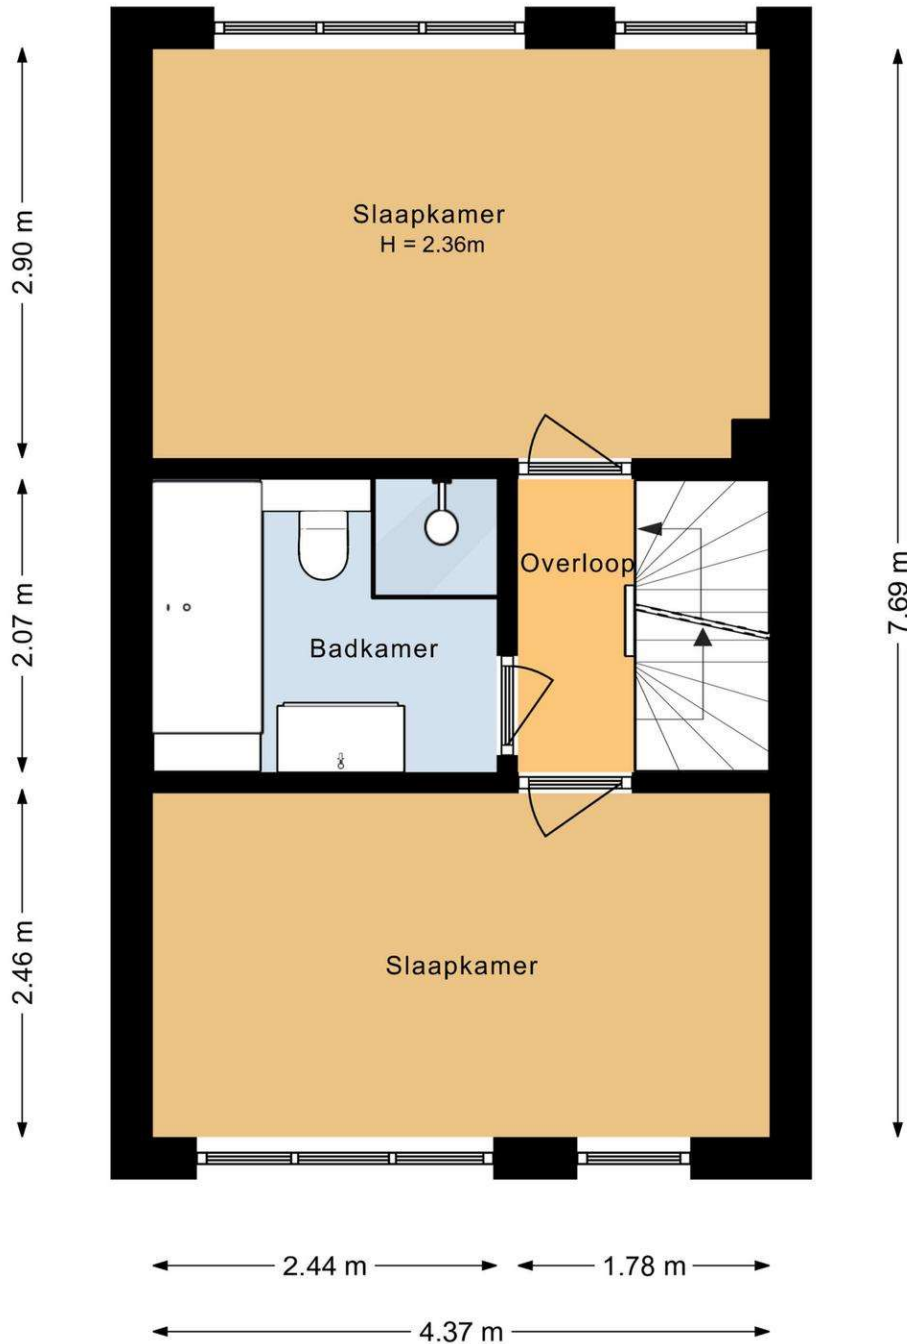 Slaapkamer
H = 2.36m
2.90 m
Overloop
7.69 m
2.07 m
Badkamer
Slaapkamer
2.46 m
2.44 m
1.78 m
4.37 m